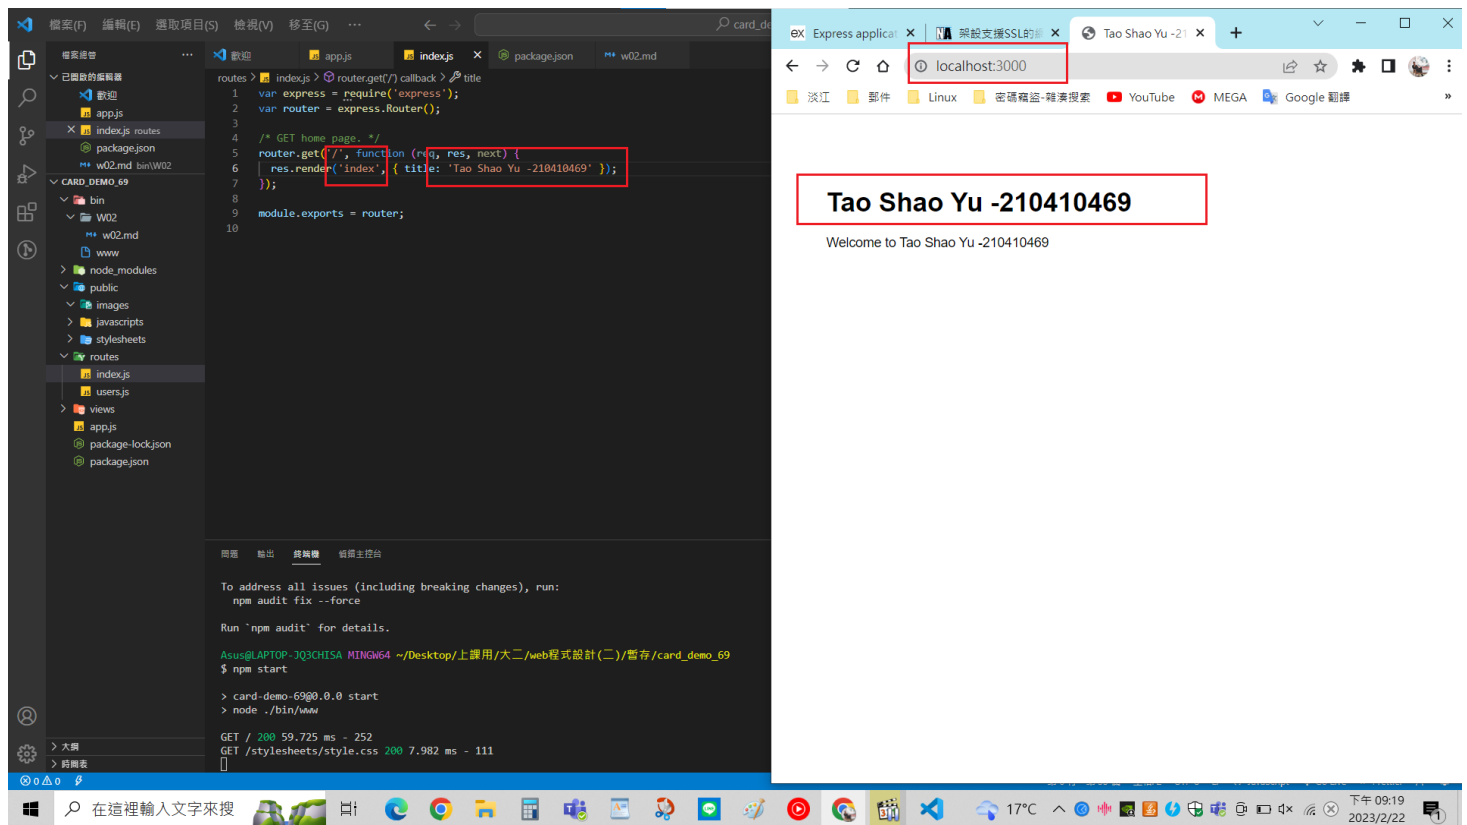 檔案(F) 編輯(E) 選取項目(S) 檢視(V) 移至(G) ··· card_de
檔案總管 ···
已開啟的編輯器
歡迎
app.js
index.js routes
package.json
w02.md bin\W02
CARD_DEMO_69
bin
W02
w02.md
www
node_modules
public
images
javascripts
stylesheets
routes
index.js
users.js
views
app.js
package-lock.json
package.json
大綱
時間表
歡迎 app.js index.js package.json w02.md
routes > index.js > router.get('/') callback > title
1 var express = require('express');
2 var router = express.Router();
3
4 /* GET home page. */
5 router.get('/', function (req, res, next) {
6 res.render('index', { title: 'Tao Shao Yu -210410469' });
7 });
8
9 module.exports = router;
10
問題 輸出 終端機 偵錯主控台
To address all issues (including breaking changes), run:
npm audit fix --force
Run `npm audit` for details.
Asus@LAPTOP-JQ3CHISA MINGW64 ~/Desktop/上課用/大二/web程式設計(二)/暫存/card_demo_69
$ npm start
> card-demo-69@0.0.0 start
> node ./bin/www
GET / 200 59.725 ms - 252
GET /stylesheets/style.css 200 7.982 ms - 111
0 0
Express applicat 架設支援SSL的 Tao Shao Yu -21
localhost:3000
淡江 郵件 Linux 密碼竊盜-雜湊搜索 YouTube MEGA Google 翻譯 »
Tao Shao Yu -210410469
Welcome to Tao Shao Yu -210410469
在這裡輸入文字來搜 17°C 下午 09:19
2023/2/22